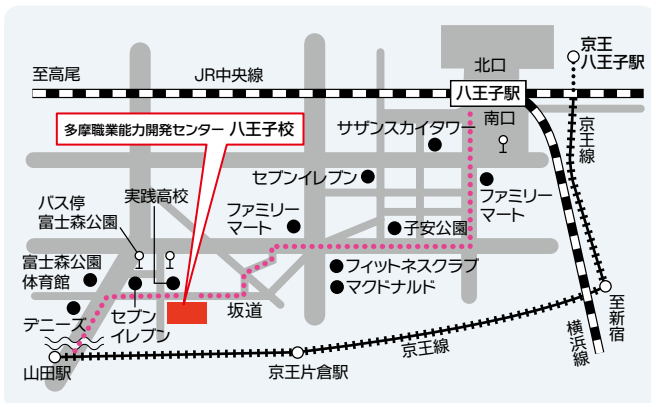 北口
京王
八王子駅
至高尾
JR中央線
八王子駅
多摩職業能力開発センター 八王子校
サザンスカイタワー
南口
京王線
セブンイレブン
バス停
富士森公園
実践高校
ファミリー
マート
ファミリー
マート
子安公園
富士森公園
体育館
フィットネスクラブ
マクドナルド
デニーズ
セブン
イレブン
坂道
至新宿
横浜線
京王線
山田駅
京王片倉駅